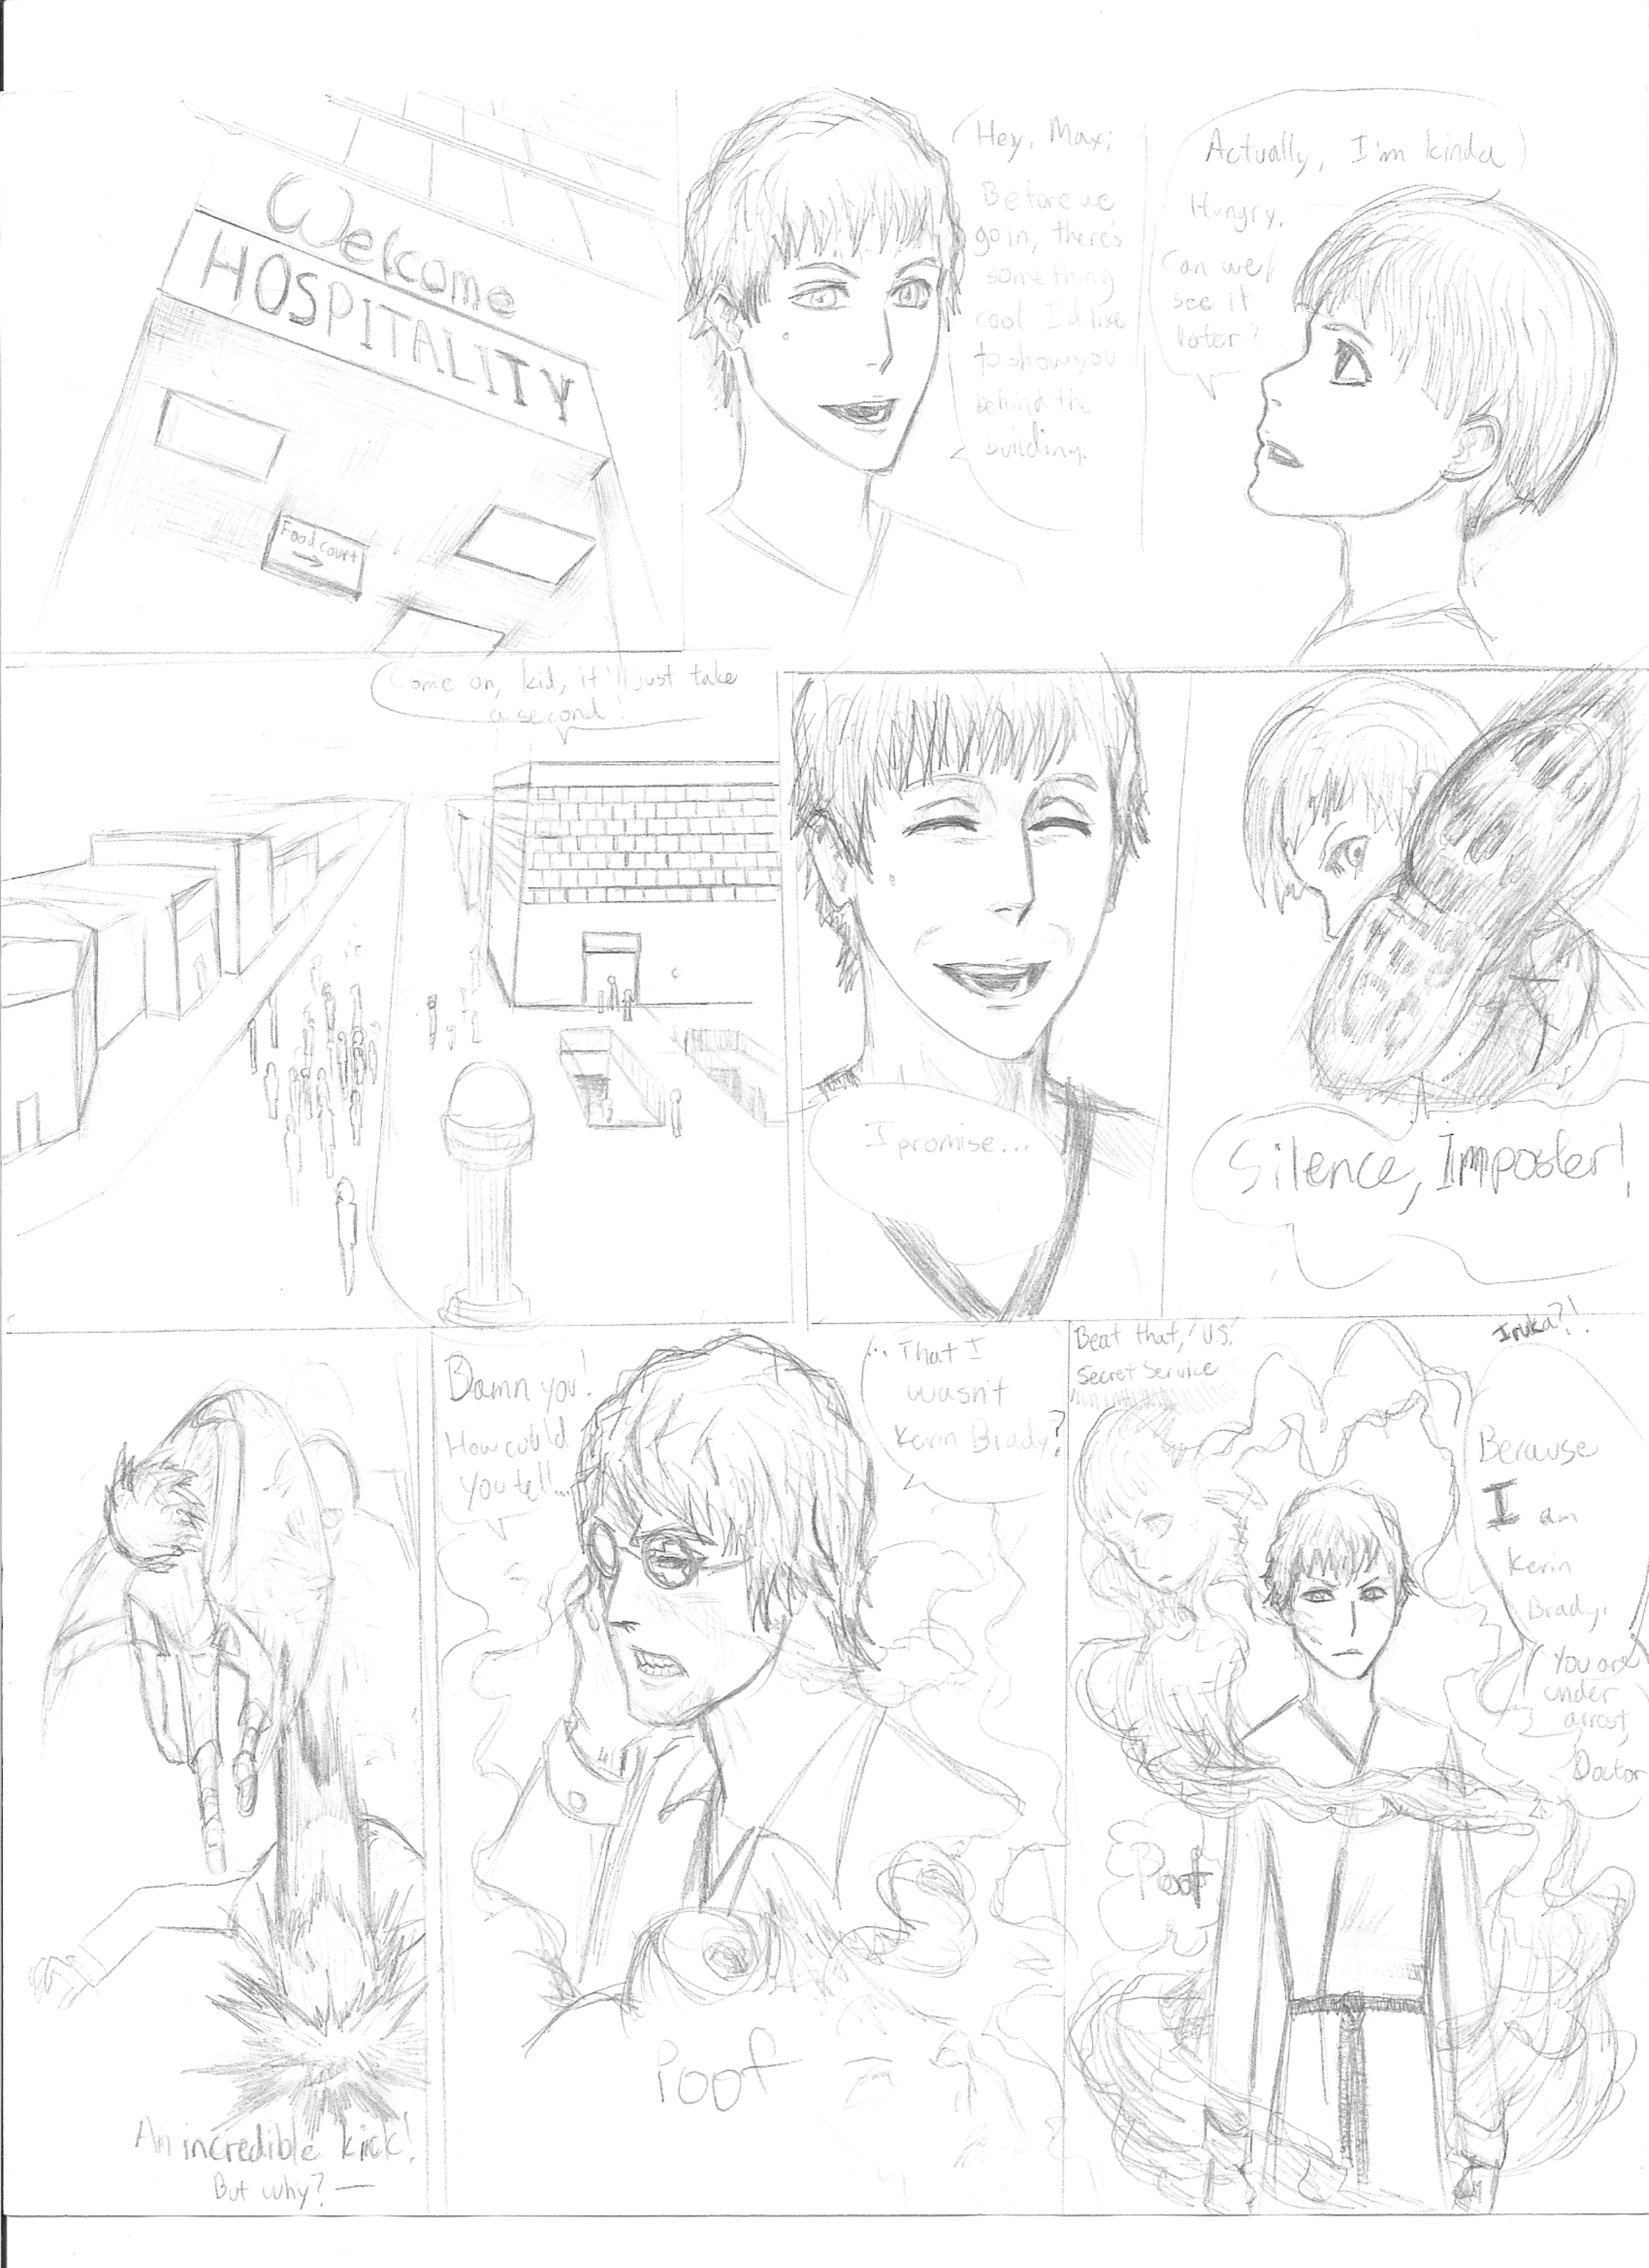 Welcome
HOSPITALITY
Food court
Hey, Maxi,
Before we
go in, there's
something
cool I'd like
to show you
behind the
building.
Actually, I'm kinda
Hungry.
Can we
see it
later?
Come on, kid, it'll just take
a second!
I promise...
Silence, Imposter!
An incredible kick!
But why?—
Damn you!
How could
you tell...
... That I
wasn't
Kevin Brady?
Poof
Beat that, U.S.
Secret Service
Iruka?!
Because
I am
Kevin
Brady.
You are
under
arrest,
Doctor
Poof